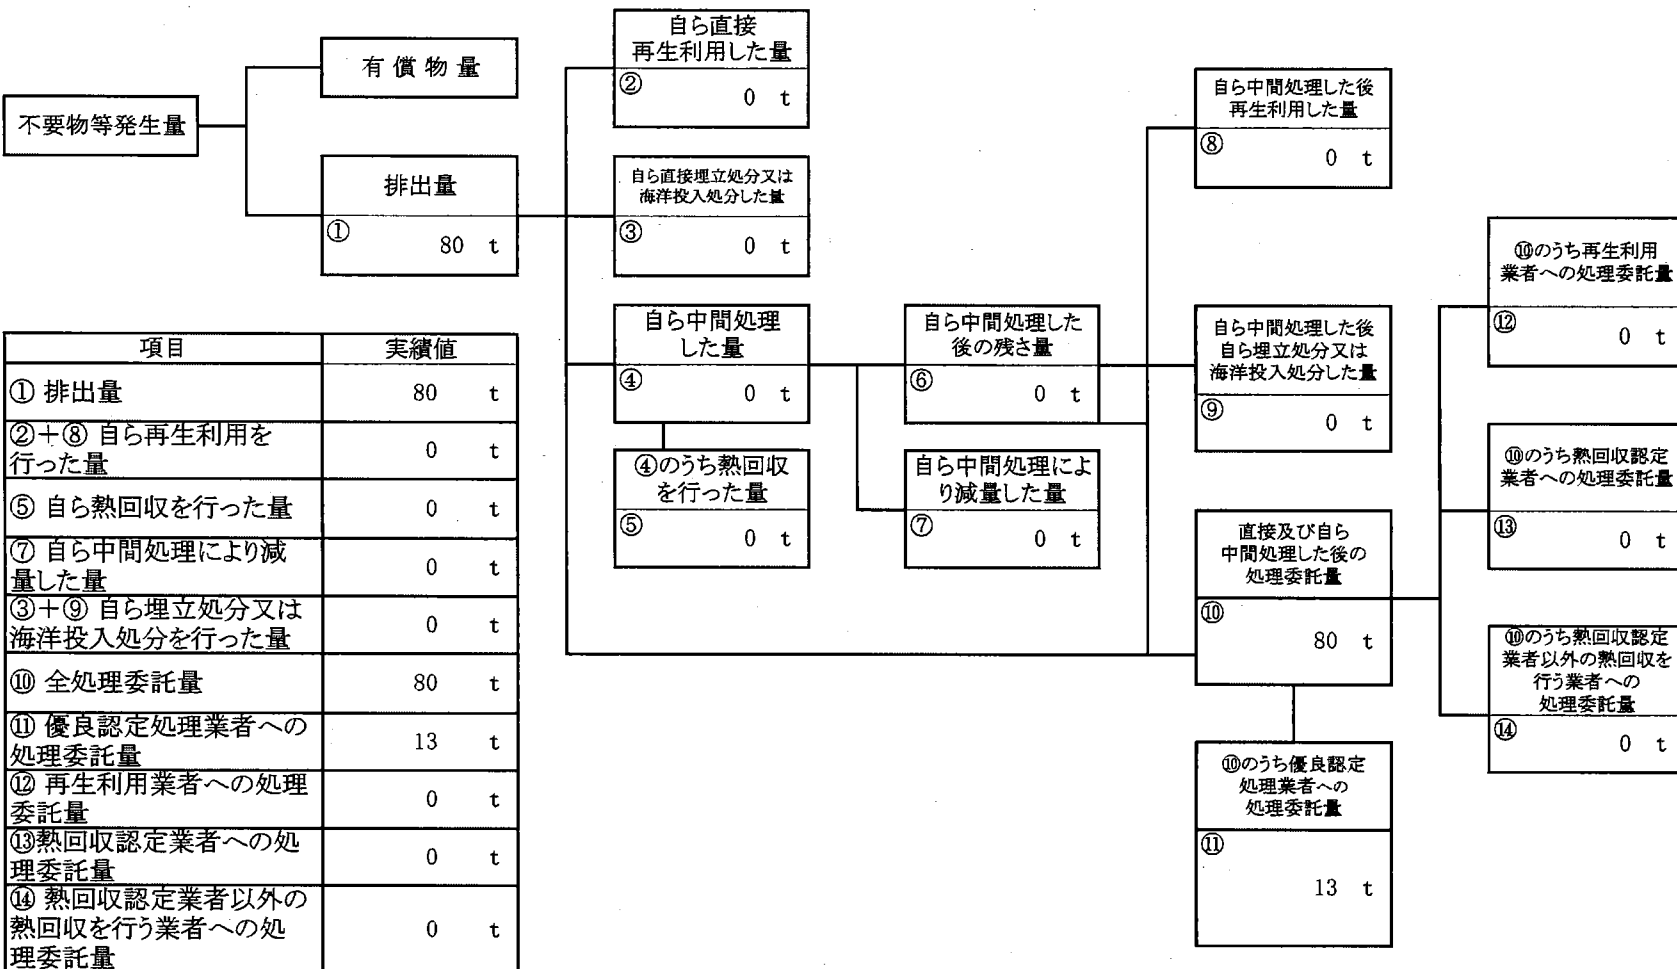 不要物等発生量
有償物量
排出量
① 80 t
自ら直接
再生利用した量
② 0 t
自ら直接埋立処分又は
海洋投入処分した量
③ 0 t
自ら中間処理
した量
④ 0 t
④のうち熱回収
を行った量
⑤ 0 t
自ら中間処理した
後の残さ量
⑥ 0 t
自ら中間処理によ
り減量した量
⑦ 0 t
自ら中間処理した後
再生利用した量
⑧ 0 t
自ら中間処理した後
自ら埋立処分又は
海洋投入処分した量
⑨ 0 t
直接及び自ら
中間処理した後の
処理委託量
⑩ 80 t
⑩のうち優良認定
処理業者への
処理委託量
⑪ 13 t
⑩のうち再生利用
業者への処理委託量
⑫ 0 t
⑩のうち熱回収認定
業者への処理委託量
⑬ 0 t
⑩のうち熱回収認定
業者以外の熱回収を
行う業者への
処理委託量
⑭ 0 t
項目 実績値
① 排出量 80 t
②+⑧ 自ら再生利用を
行った量 0 t
⑤ 自ら熱回収を行った量 0 t
⑦ 自ら中間処理により減
量した量 0 t
③+⑨ 自ら埋立処分又は
海洋投入処分を行った量 0 t
⑩ 全処理委託量 80 t
⑪ 優良認定処理業者への
処理委託量 13 t
⑫ 再生利用業者への処理
委託量 0 t
⑬熱回収認定業者への処
理委託量 0 t
⑭ 熱回収認定業者以外の
熱回収を行う業者への処
理委託量 0 t